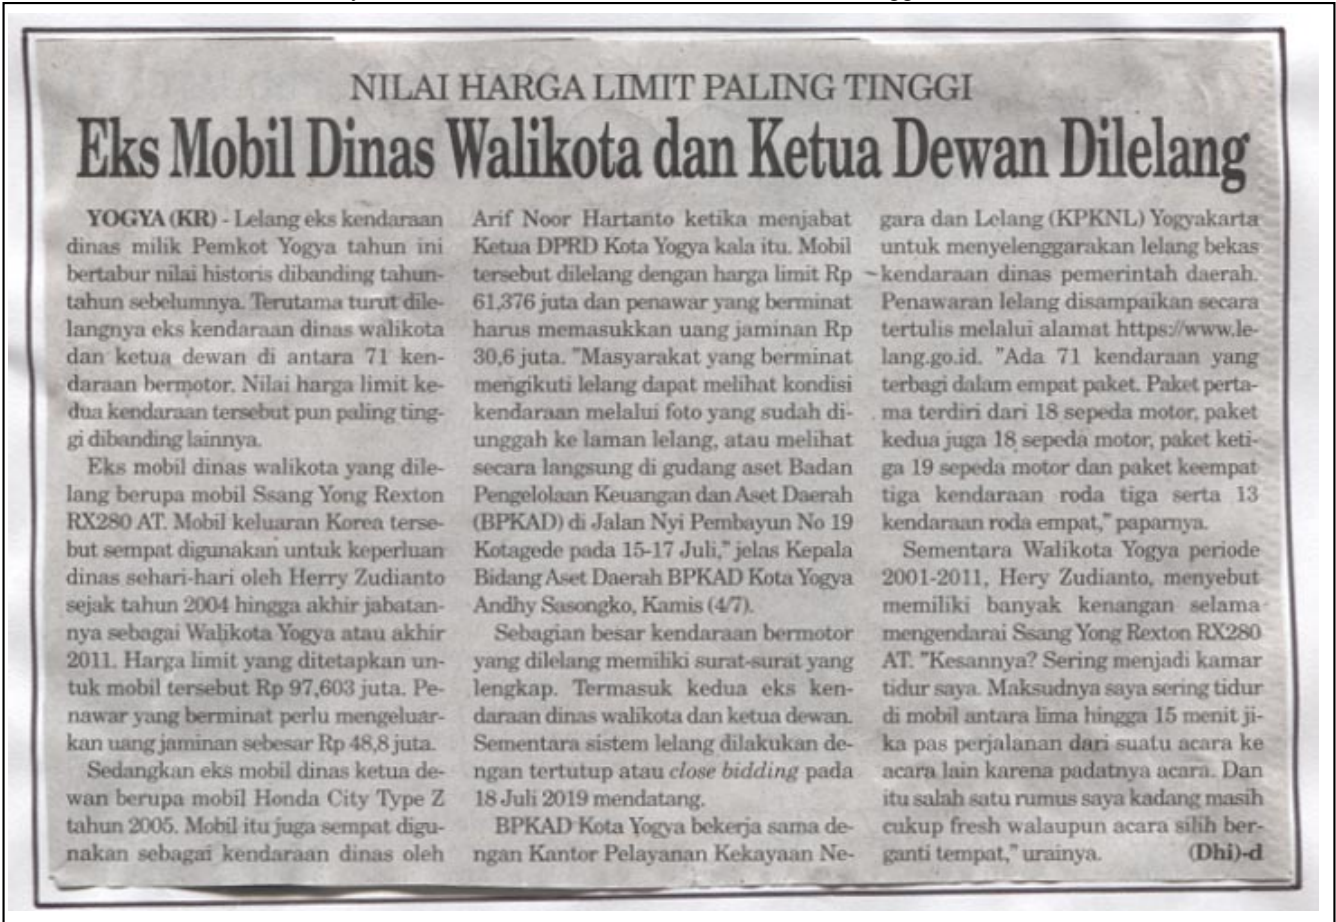 NILAI HARGA LIMIT PALING TINGGI
Eks Mobil Dinas Walikota dan Ketua Dewan Dilelang
YOGYA (KR) - Lelang eks kendaraan
dinas milik Pemkot Yogya tahun ini
bertabur nilai historis dibanding tahun-
tahun sebelumnya. Terutama turut dile-
langnya eks kendaraan dinas walikota
dan ketua dewan di antara 71 ken-
daraan bermotor. Nilai harga limit ke-
dua kendaraan tersebut pun paling ting-
gi dibanding lainnya.
Eks mobil dinas walikota yang dile-
lang berupa mobil Ssang Yong Rexton
RX280 AT. Mobil keluaran Korea terse-
but sempat digunakan untuk keperluan
dinas sehari-hari oleh Herry Zudianto
sejak tahun 2004 hingga akhir jabatan-
nya sebagai Walikota Yogya atau akhir
2011. Harga limit yang ditetapkan un-
tuk mobil tersebut Rp 97,603 juta. Pe-
nawar yang berminat perlu mengeluar-
kan uang jaminan sebesar Rp 48,8 juta.
Sedangkan eks mobil dinas ketua de-
wan berupa mobil Honda City Type Z
tahun 2005. Mobil itu juga sempat digu-
nakan sebagai kendaraan dinas oleh
Arif Noor Hartanto ketika menjabat
Ketua DPRD Kota Yogya kala itu. Mobil
tersebut dilelang dengan harga limit Rp
61,376 juta dan penawar yang berminat
harus memasukkan uang jaminan Rp
30,6 juta. "Masyarakat yang berminat
mengikuti lelang dapat melihat kondisi
kendaraan melalui foto yang sudah di-
unggah ke laman lelang, atau melihat
secara langsung di gudang aset Badan
Pengelolaan Keuangan dan Aset Daerah
(BPKAD) di Jalan Nyi Pembayun No 19
Kotagede pada 15-17 Juli," jelas Kepala
Bidang Aset Daerah BPKAD Kota Yogya
Andhy Sasongko, Kamis (4/7).
Sebagian besar kendaraan bermotor
yang dilelang memiliki surat-surat yang
lengkap. Termasuk kedua eks ken-
daraan dinas walikota dan ketua dewan.
Sementara sistem lelang dilakukan de-
ngan tertutup atau close bidding pada
18 Juli 2019 mendatang.
BPKAD Kota Yogya bekerja sama de-
ngan Kantor Pelayanan Kekayaan Ne-
gara dan Lelang (KPKNL) Yogyakarta
untuk menyelenggarakan lelang bekas
kendaraan dinas pemerintah daerah.
Penawaran lelang disampaikan secara
tertulis melalui alamat https://www.le-
lang.go.id. "Ada 71 kendaraan yang
terbagi dalam empat paket. Paket perta-
ma terdiri dari 18 sepeda motor, paket
kedua juga 18 sepeda motor, paket keti-
ga 19 sepeda motor dan paket keempat
tiga kendaraan roda tiga serta 13
kendaraan roda empat," paparnya.
Sementara Walikota Yogya periode
2001-2011, Hery Zudianto, menyebut
memiliki banyak kenangan selama
mengendarai Ssang Yong Rexton RX280
AT. "Kesannya? Sering menjadi kamar
tidur saya. Maksudnya saya sering tidur
di mobil antara lima hingga 15 menit ji-
ka pas perjalanan dari suatu acara ke
acara lain karena padatnya acara. Dan
itu salah satu rumus saya kadang masih
cukup fresh walaupun acara silih ber-
ganti tempat," urainya. (Dhi)-d